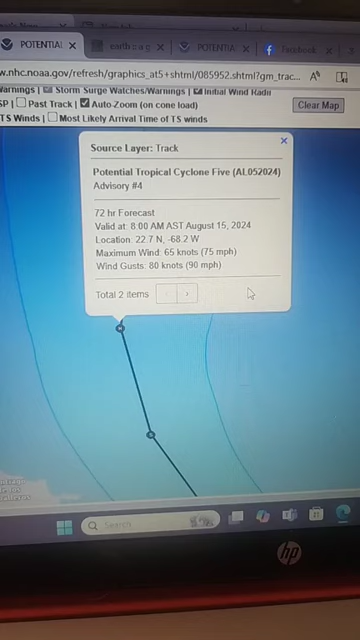 POTENTIAL
earth
POTENTIA
Facebook
w.nhc.noaa.gov/refresh/graphics_at5+shtml/085952.shtml?gm_trac...
Warnings | Storm Surge Watches/Warnings | Initial Wind Radii
SP | Past Track | Auto-Zoom (on cone load)
Clear Map
TS Winds | Most Likely Arrival Time of TS winds
Source Layer: Track
Potential Tropical Cyclone Five (AL052024)
Advisory #4
72 hr Forecast
Valid at: 8:00 AM AST August 15, 2024
Location: 22.7 N, -68.2 W
Maximum Wind: 65 knots (75 mph)
Wind Gusts: 80 knots (90 mph)
Total 2 items
Search
hp